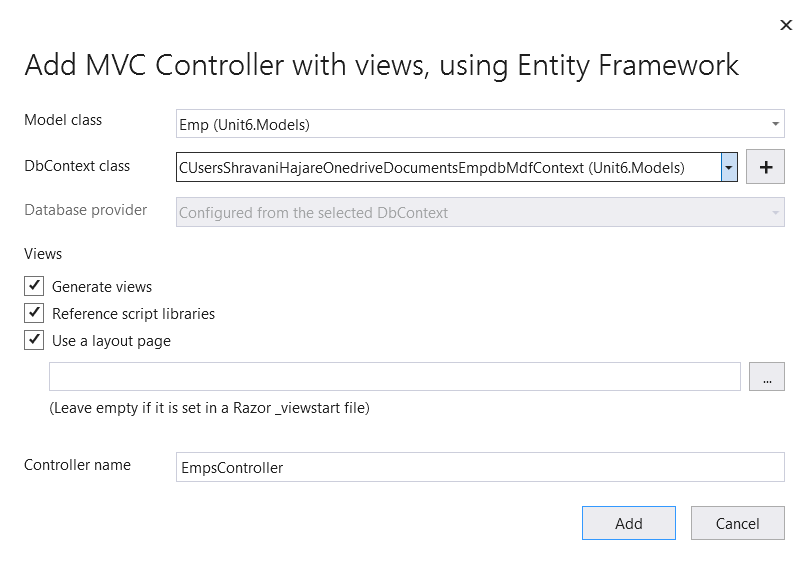 Add MVC Controller with views, using Entity Framework
Model class
Emp (Unit6.Models)
DbContext class
CUsersShravaniHajareOnedriveDocumentsEmpdbMdfContext (Unit6.Models)
Database provider
Configured from the selected DbContext
Views
Generate views
Reference script libraries
Use a layout page
...
(Leave empty if it is set in a Razor _viewstart file)
Controller name
EmpsController
Add
Cancel